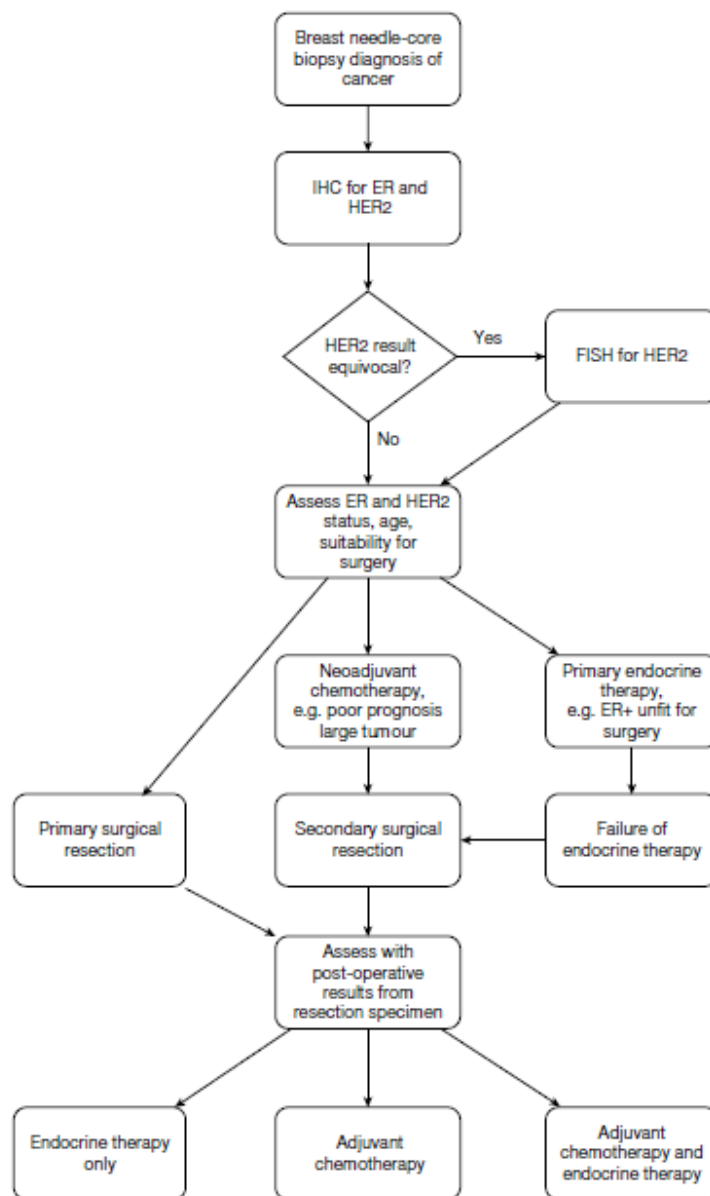 Breast needle-core
biopsy diagnosis of
cancer
IHC for ER and
HER2
HER2 result
equivocal?
Yes
FISH for HER2
No
Assess ER and HER2
status, age,
suitability for
surgery
Neoadjuvant
chemotherapy,
e.g. poor prognosis
large tumour
Primary endocrine
therapy,
e.g. ER+ unfit for
surgery
Primary surgical
resection
Secondary surgical
resection
Failure of
endocrine therapy
Assess with
post-operative
results from
resection specimen
Endocrine therapy
only
Adjuvant
chemotherapy
Adjuvant
chemotherapy and
endocrine therapy